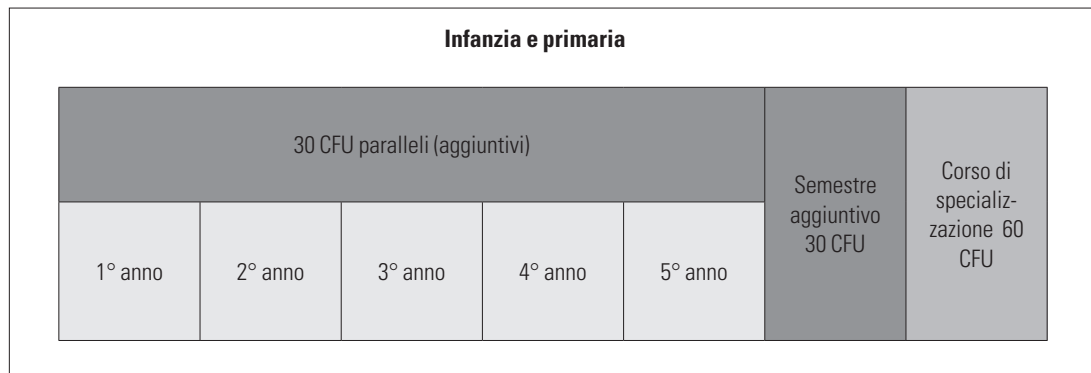 Infanzia e primaria
30 CFU paralleli (aggiuntivi)
Semestre
aggiuntivo
30 CFU
Corso di
specializ-
zazione 60
CFU
1° anno
2° anno
3° anno
4° anno
5° anno